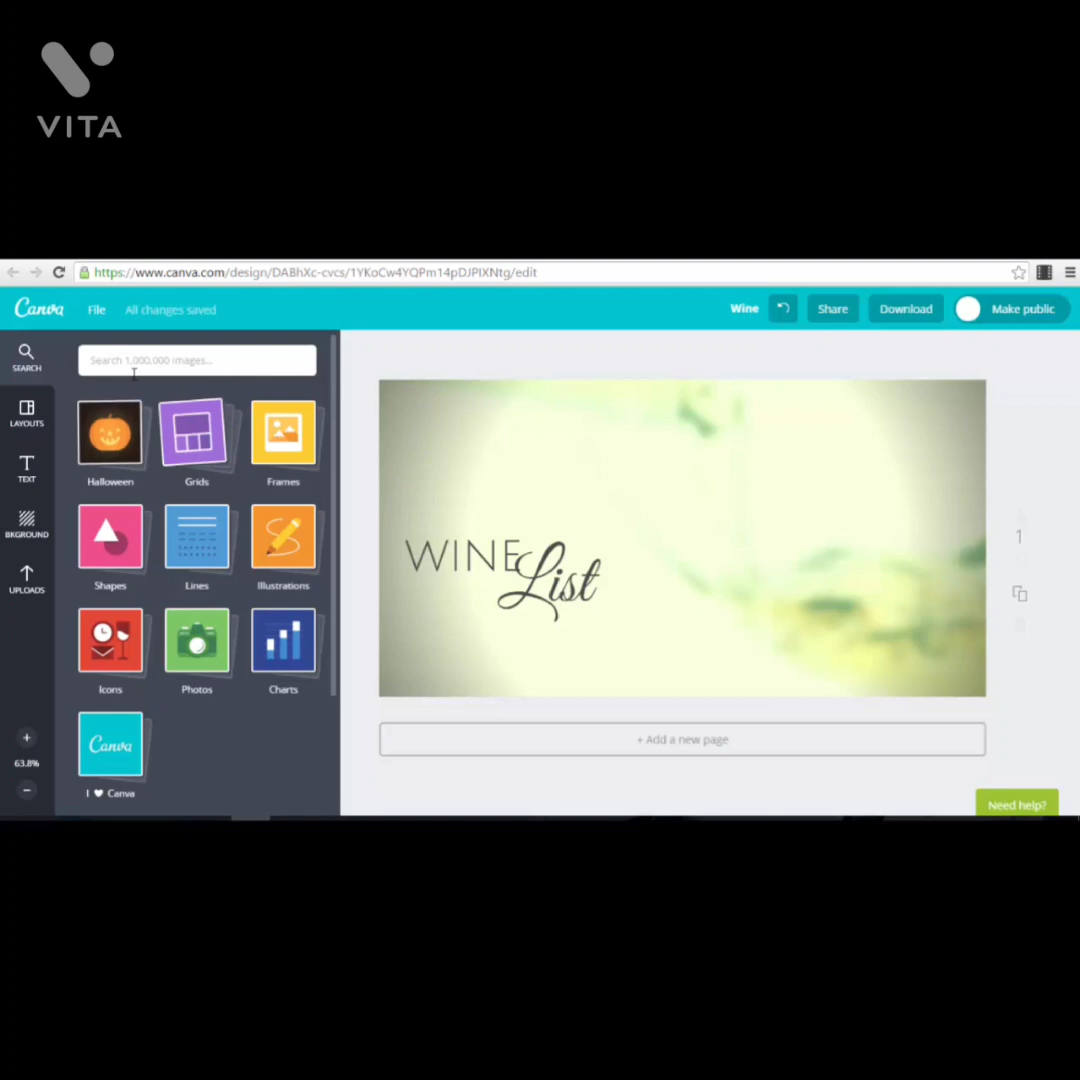 VITA
https://www.canva.com/design/DABhXc-cvcs/1YKoCw4YQPm14pDJPIXNtg/edit
Canva File All changes saved Wine Share Download Make public
SEARCH
Search 1,000,000 images...
LAYOUTS
TEXT
BKGROUND
UPLOADS
Halloween Grids Frames
Shapes Lines Illustrations
Icons Photos Charts
Canva
I ♥ Canva
+
63.8%
−
WINE List
1
+ Add a new page
Need help?